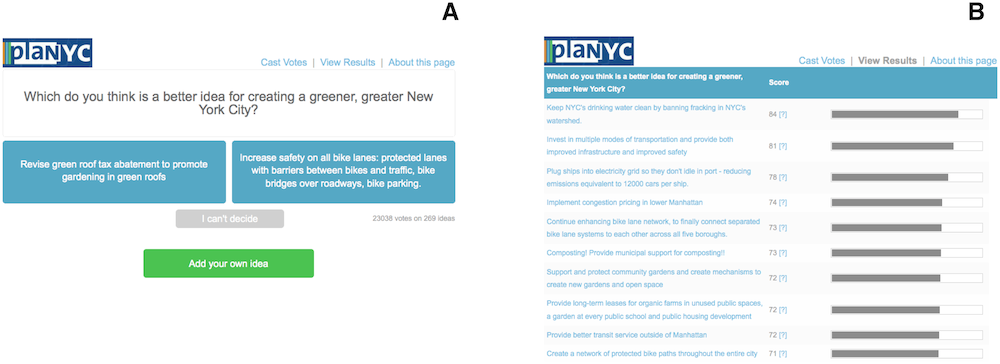 A
plaNYC
Cast Votes | View Results | About this page
Which do you think is a better idea for creating a greener, greater New
York City?
Revise green roof tax abatement to promote
gardening in green roofs
Increase safety on all bike lanes: protected lanes
with barriers between bikes and traffic, bike
bridges over roadways, bike parking.
I can't decide
23038 votes on 269 ideas
Add your own idea
B
plaNYC
Cast Votes | View Results | About this page
Which do you think is a better idea for creating a greener,
greater New York City?
Score
Keep NYC's drinking water clean by banning fracking in NYC's
watershed.
84 [?]
Invest in multiple modes of transportation and provide both
improved infrastructure and improved safety
81 [?]
Plug ships into electricity grid so they don't idle in port - reducing
emissions equivalent to 12000 cars per ship.
78 [?]
Implement congestion pricing in lower Manhattan
74 [?]
Continue enhancing bike lane network, to finally connect separated
bike lane systems to each other across all five boroughs.
73 [?]
Composting! Provide municipal support for composting!!
73 [?]
Support and protect community gardens and create mechanisms to
create new gardens and open space
72 [?]
Provide long-term leases for organic farms in unused public spaces,
a garden at every public school and public housing development
72 [?]
Provide better transit service outside of Manhattan
72 [?]
Create a network of protected bike paths throughout the entire city
71 [?]